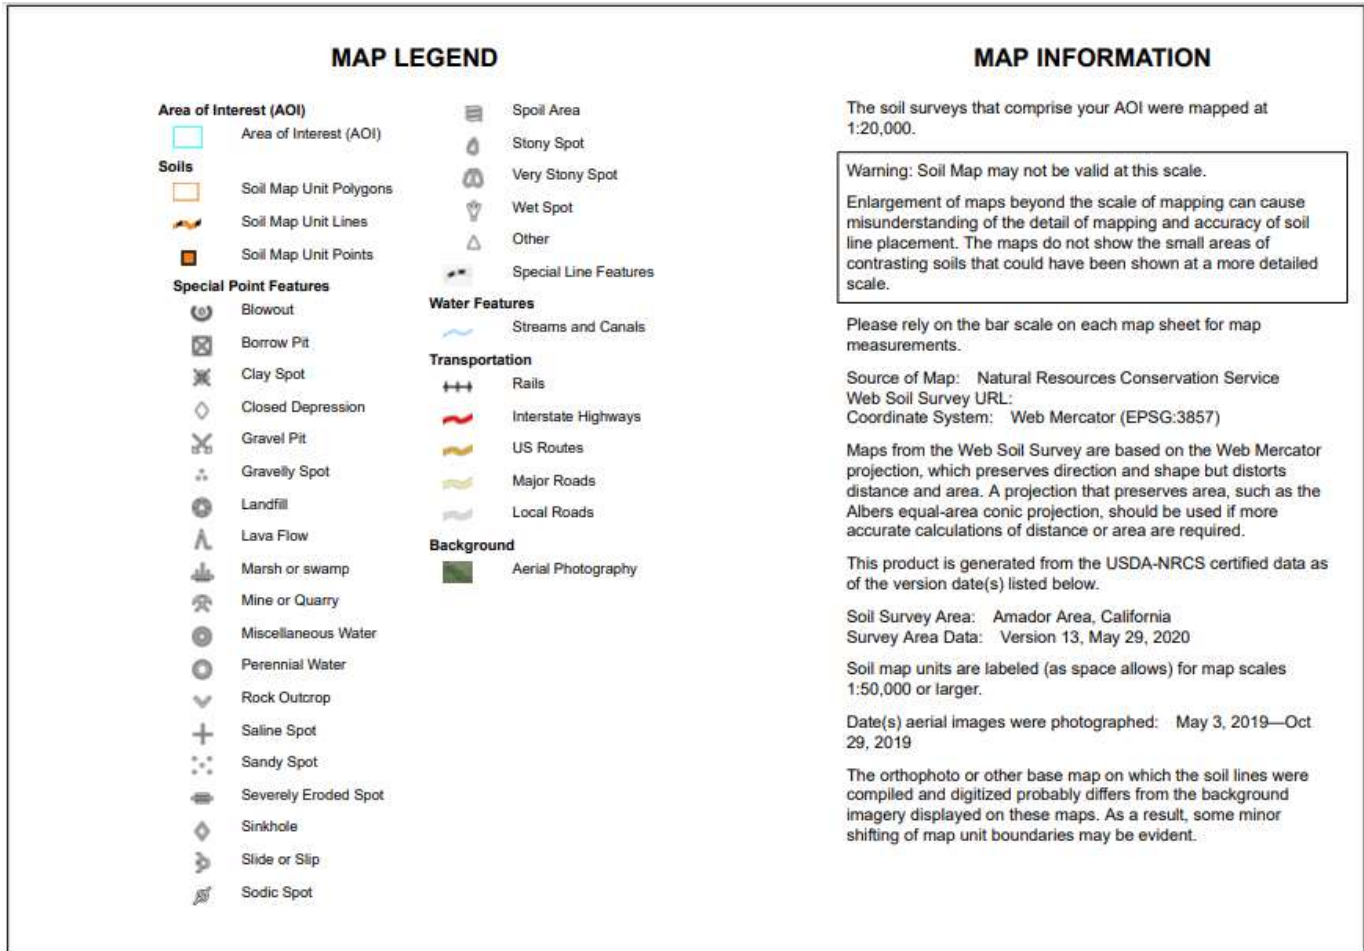 MAP LEGEND
Area of Interest (AOI)
Area of Interest (AOI)
Soils
Soil Map Unit Polygons
Soil Map Unit Lines
Soil Map Unit Points
Special Point Features
Blowout
Borrow Pit
Clay Spot
Closed Depression
Gravel Pit
Gravelly Spot
Landfill
Lava Flow
Marsh or swamp
Mine or Quarry
Miscellaneous Water
Perennial Water
Rock Outcrop
Saline Spot
Sandy Spot
Severely Eroded Spot
Sinkhole
Slide or Slip
Sodic Spot
Spoil Area
Stony Spot
Very Stony Spot
Wet Spot
Other
Special Line Features
Water Features
Streams and Canals
Transportation
Rails
Interstate Highways
US Routes
Major Roads
Local Roads
Background
Aerial Photography
MAP INFORMATION
The soil surveys that comprise your AOI were mapped at
1:20,000.
Warning: Soil Map may not be valid at this scale.
Enlargement of maps beyond the scale of mapping can cause
misunderstanding of the detail of mapping and accuracy of soil
line placement. The maps do not show the small areas of
contrasting soils that could have been shown at a more detailed
scale.
Please rely on the bar scale on each map sheet for map
measurements.
Source of Map: Natural Resources Conservation Service
Web Soil Survey URL:
Coordinate System: Web Mercator (EPSG:3857)
Maps from the Web Soil Survey are based on the Web Mercator
projection, which preserves direction and shape but distorts
distance and area. A projection that preserves area, such as the
Albers equal-area conic projection, should be used if more
accurate calculations of distance or area are required.
This product is generated from the USDA-NRCS certified data as
of the version date(s) listed below.
Soil Survey Area: Amador Area, California
Survey Area Data: Version 13, May 29, 2020
Soil map units are labeled (as space allows) for map scales
1:50,000 or larger.
Date(s) aerial images were photographed: May 3, 2019—Oct
29, 2019
The orthophoto or other base map on which the soil lines were
compiled and digitized probably differs from the background
imagery displayed on these maps. As a result, some minor
shifting of map unit boundaries may be evident.